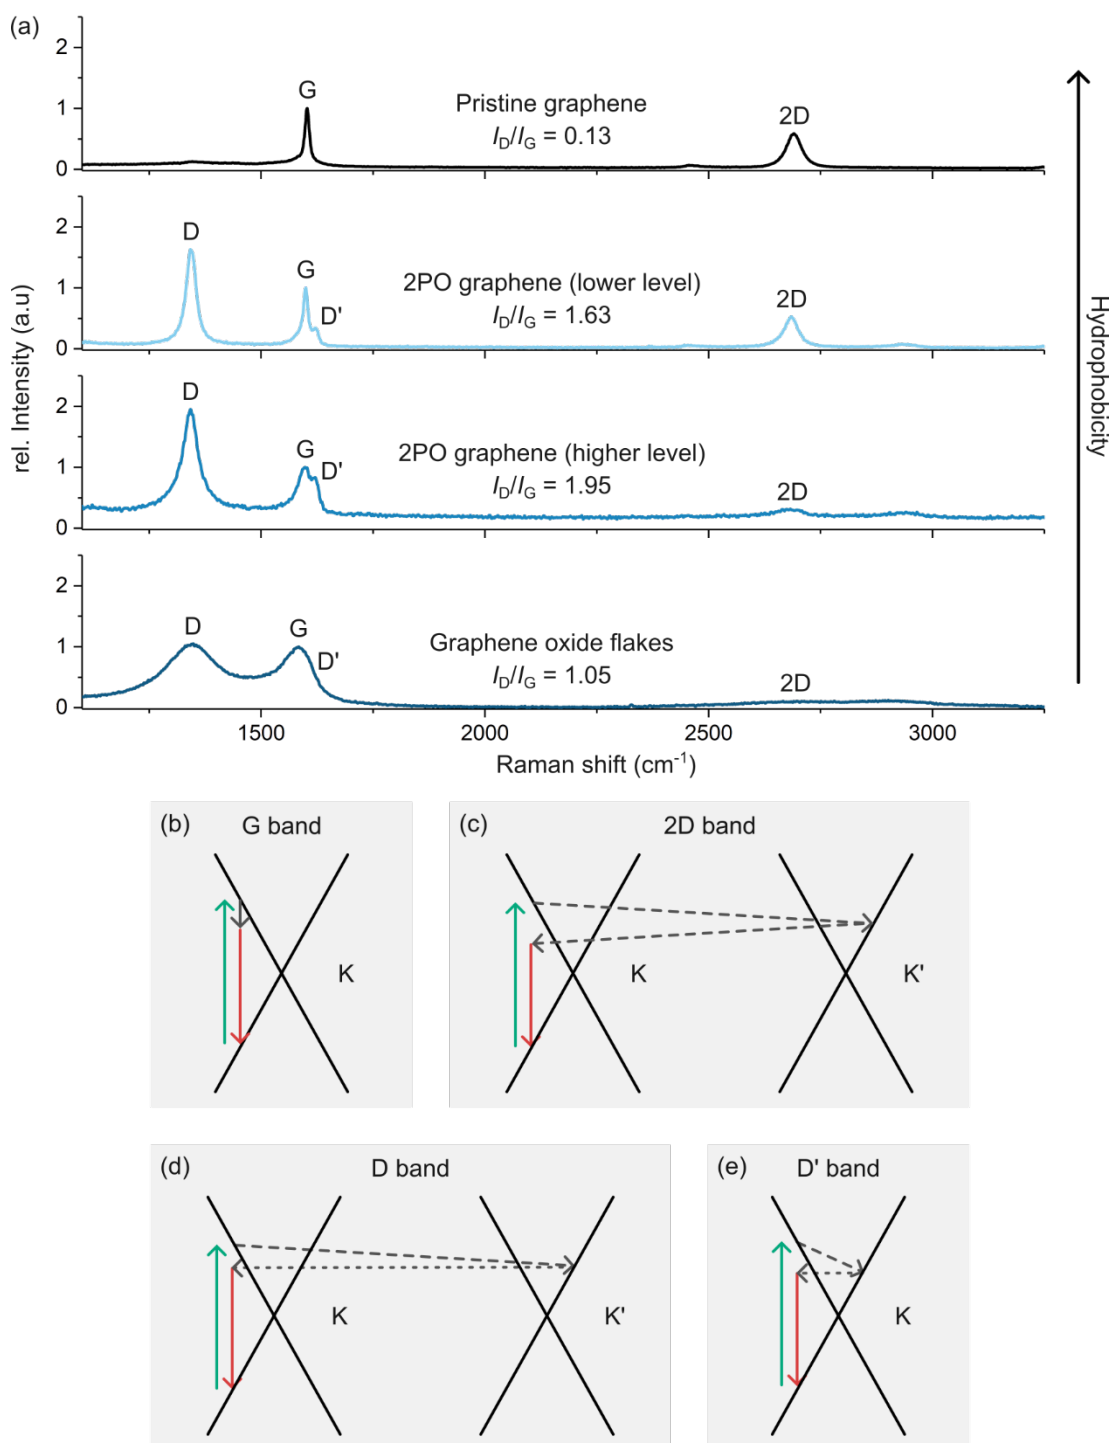 (a)
2
1
0
G
Pristine graphene
I_D/I_G = 0.13
2D
2
1
0
D
G
D'
2PO graphene (lower level)
I_D/I_G = 1.63
2D
2
1
0
D
G
D'
2PO graphene (higher level)
I_D/I_G = 1.95
2D
2
1
0
D
G
D'
Graphene oxide flakes
I_D/I_G = 1.05
2D
rel. Intensity (a.u)
Hydrophobicity
1500 2000 2500 3000
Raman shift (cm⁻¹)
(b) G band
K
(c) 2D band
K K'
(d) D band
K K'
(e) D' band
K